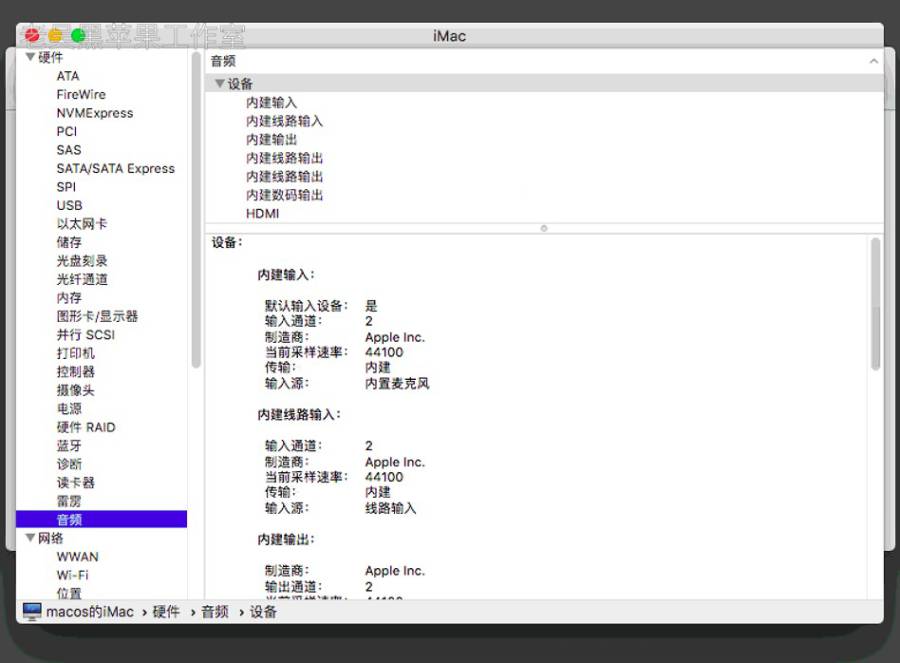 老吴黑苹果工作室
iMac
硬件
ATA
FireWire
NVMExpress
PCI
SAS
SATA/SATA Express
SPI
USB
以太网卡
储存
光盘刻录
光纤通道
内存
图形卡/显示器
并行 SCSI
打印机
控制器
摄像头
电源
硬件 RAID
蓝牙
诊断
读卡器
雷雳
音频
网络
WWAN
Wi-Fi
位置
音频
设备
内建输入
内建线路输入
内建输出
内建线路输出
内建线路输出
内建数码输出
HDMI
设备:
内建输入:
默认输入设备: 是
输入通道: 2
制造商: Apple Inc.
当前采样速率: 44100
传输: 内建
输入源: 内置麦克风
内建线路输入:
输入通道: 2
制造商: Apple Inc.
当前采样速率: 44100
传输: 内建
输入源: 线路输入
内建输出:
制造商: Apple Inc.
输出通道: 2
当前采样速率: 44100
macos的iMac › 硬件 › 音频 › 设备